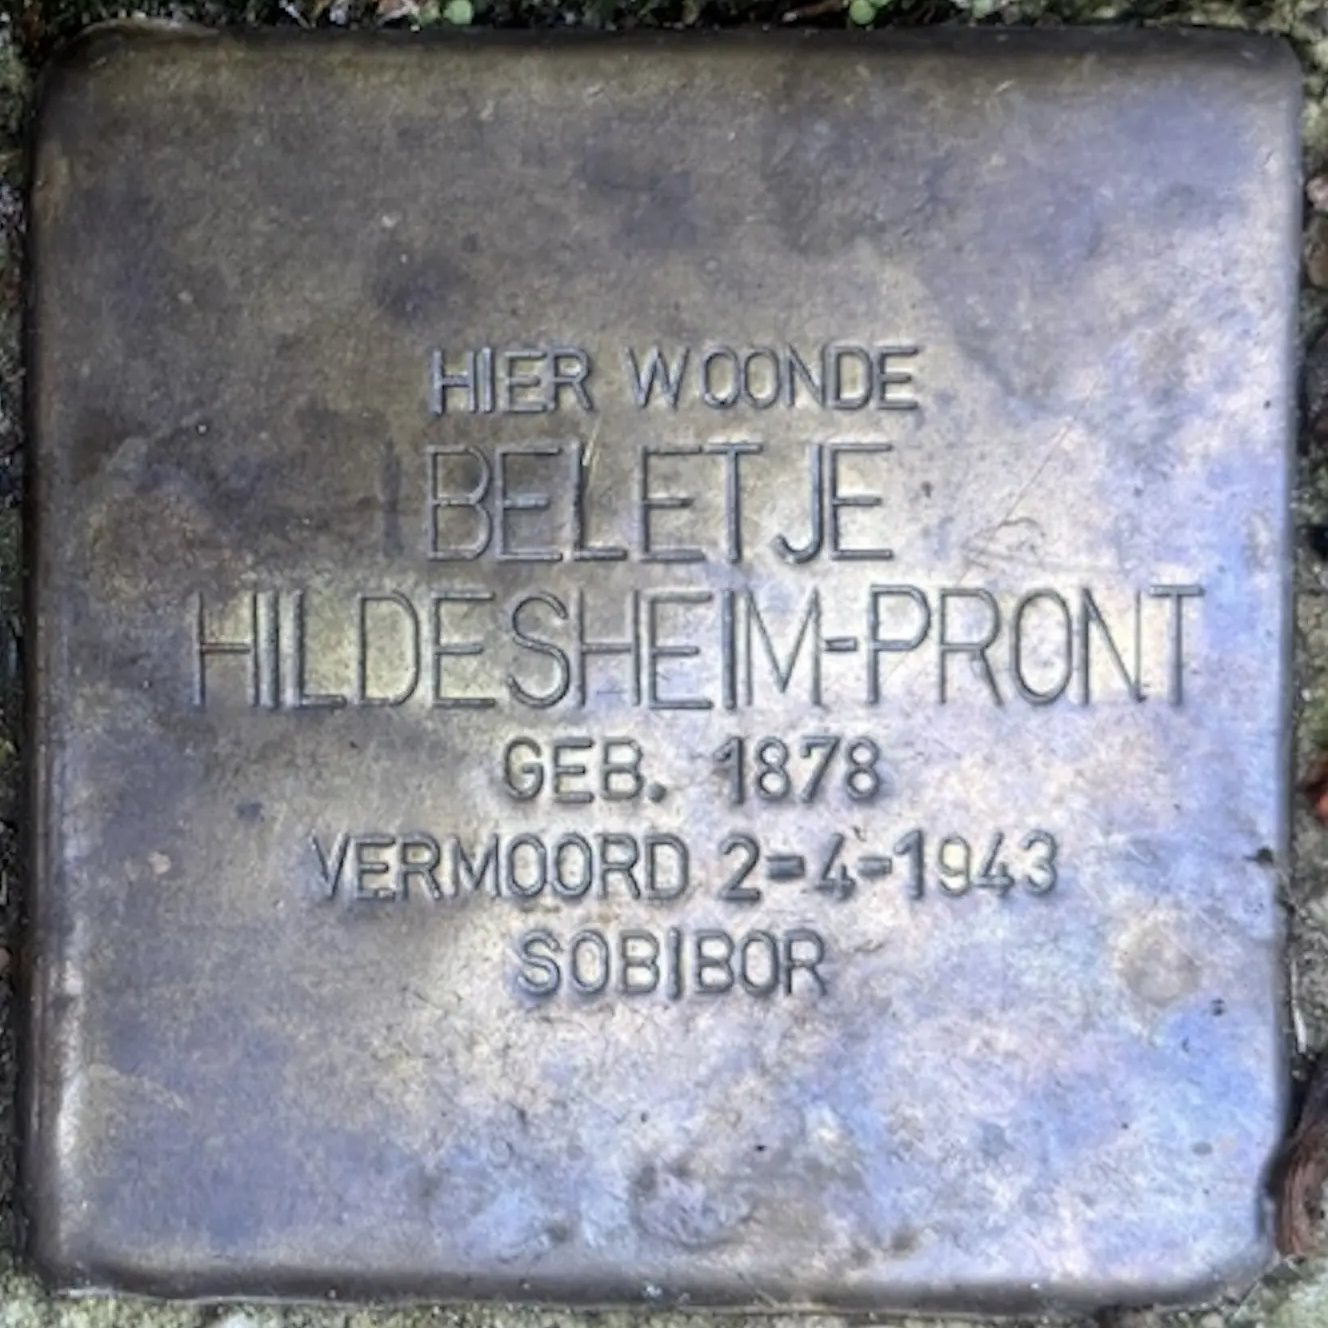 HIER WOONDE
BELETJE
HILDESHEIM-PRONT
GEB. 1878
VERMOORD 2-4-1943
SOBIBOR